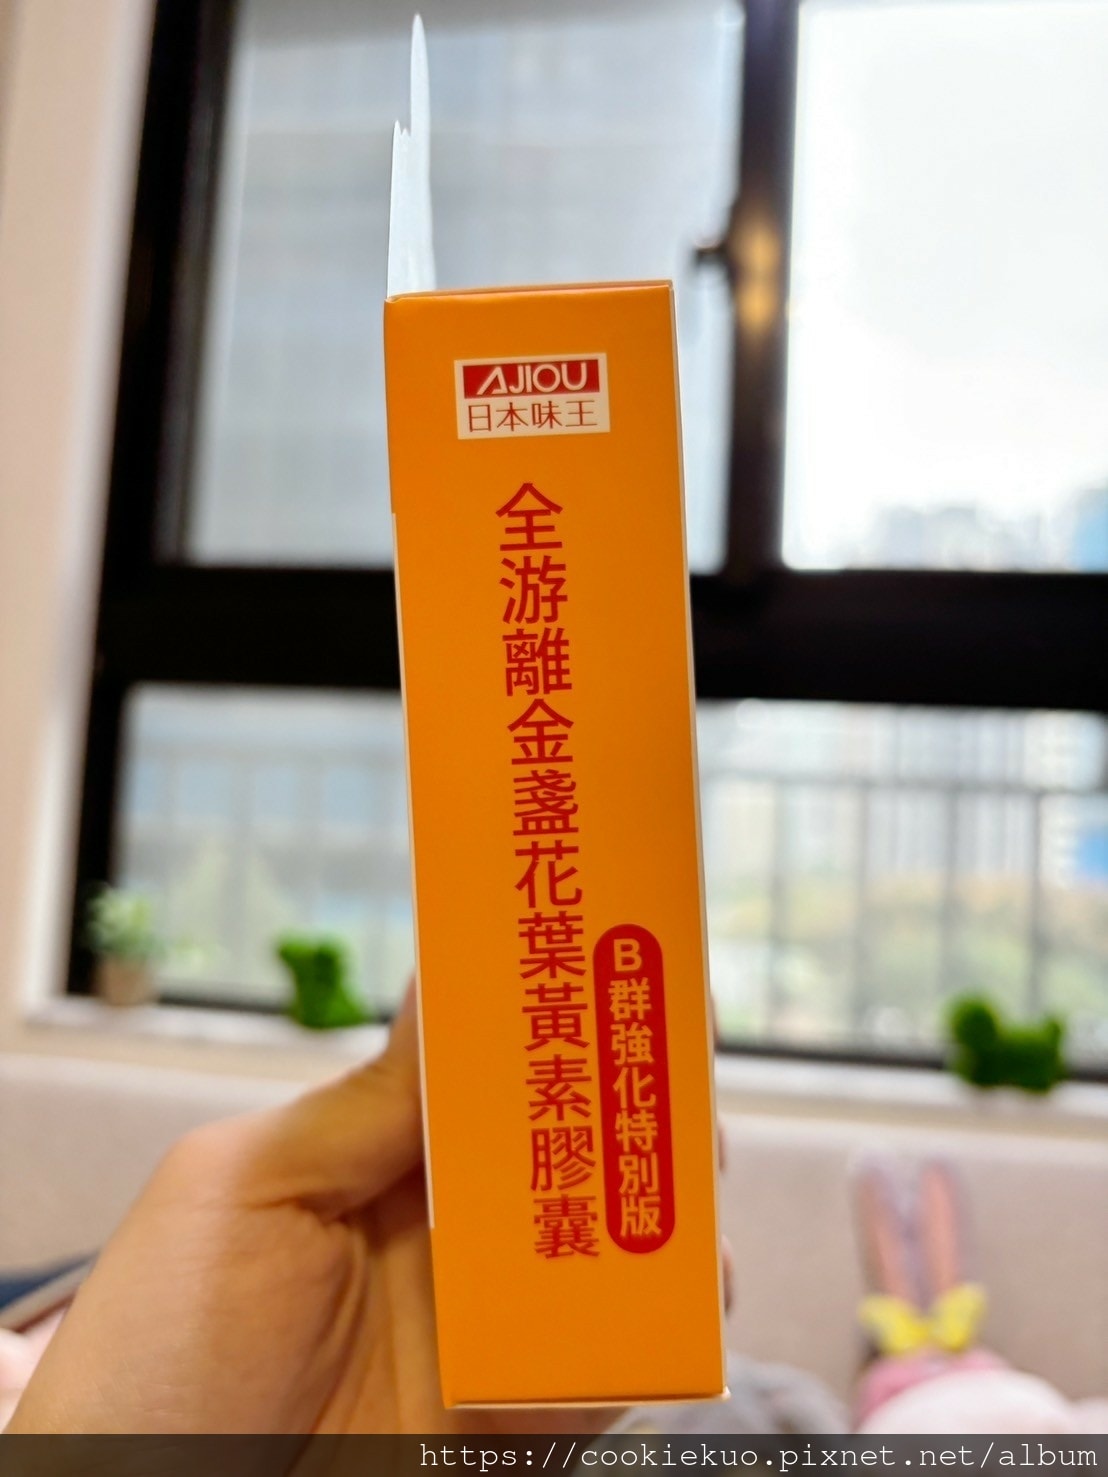 AJIOU
日本味王
全游離金盞花葉黃素膠囊
B群強化特別版
https://cookiekuo.pixnet.net/album